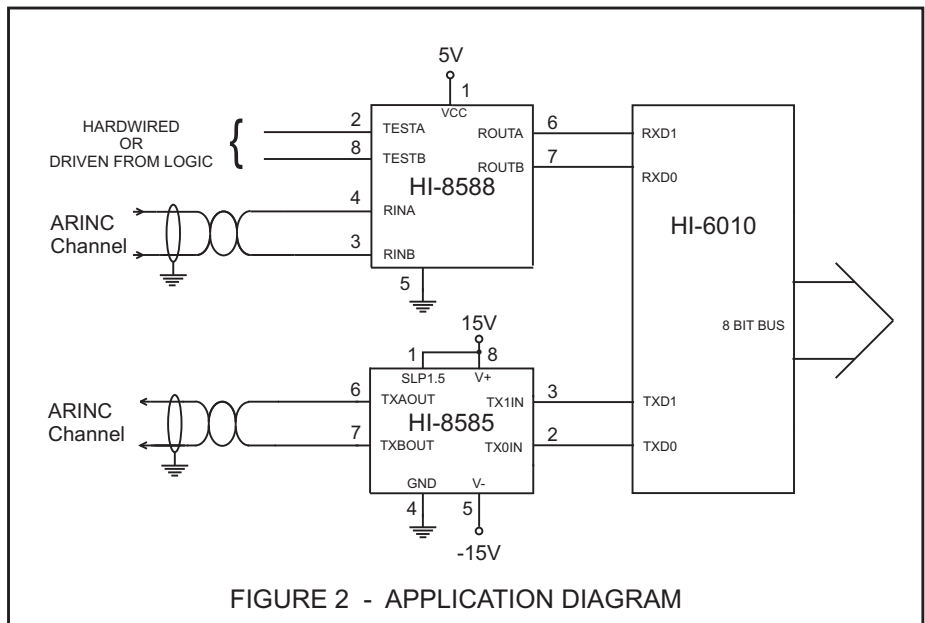 5V
1
VCC
HARDWIRED
OR
DRIVEN FROM LOGIC
{
2
TESTA
8
TESTB
ROUTA
6
RXD1
ROUTB
7
RXD0
HI-8588
HI-6010
ARINC
Channel
4
RINA
3
RINB
5
8 BIT BUS
15V
1
8
SLP1.5
V+
ARINC
Channel
6
TXAOUT
7
TXBOUT
TX1IN
3
TXD1
HI-8585
TX0IN
2
TXD0
GND
V-
4
5
-15V
FIGURE 2 - APPLICATION DIAGRAM